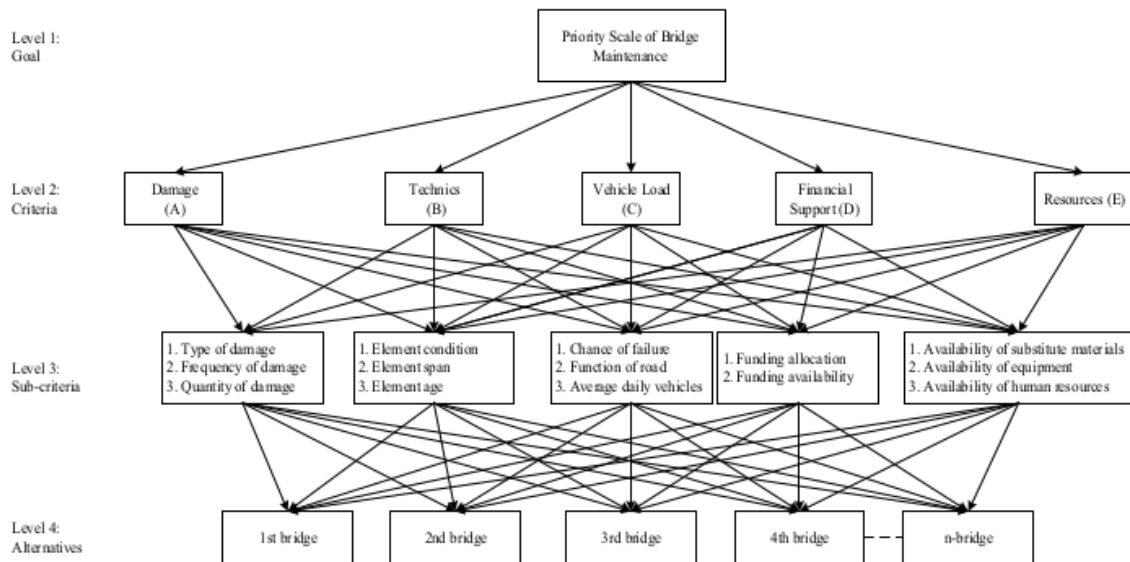 Level 1:
Goal
Priority Scale of Bridge
Maintenance
Level 2:
Criteria
Damage
(A)
Technics
(B)
Vehicle Load
(C)
Financial
Support (D)
Resources (E)
Level 3:
Sub-criteria
1. Type of damage
2. Frequency of damage
3. Quantity of damage
1. Element condition
2. Element span
3. Element age
1. Chance of failure
2. Function of road
3. Average daily vehicles
1. Funding allocation
2. Funding availability
1. Availability of substitute materials
2. Availability of equipment
3. Availability of human resources
Level 4:
Alternatives
1st bridge
2nd bridge
3rd bridge
4th bridge
n-bridge